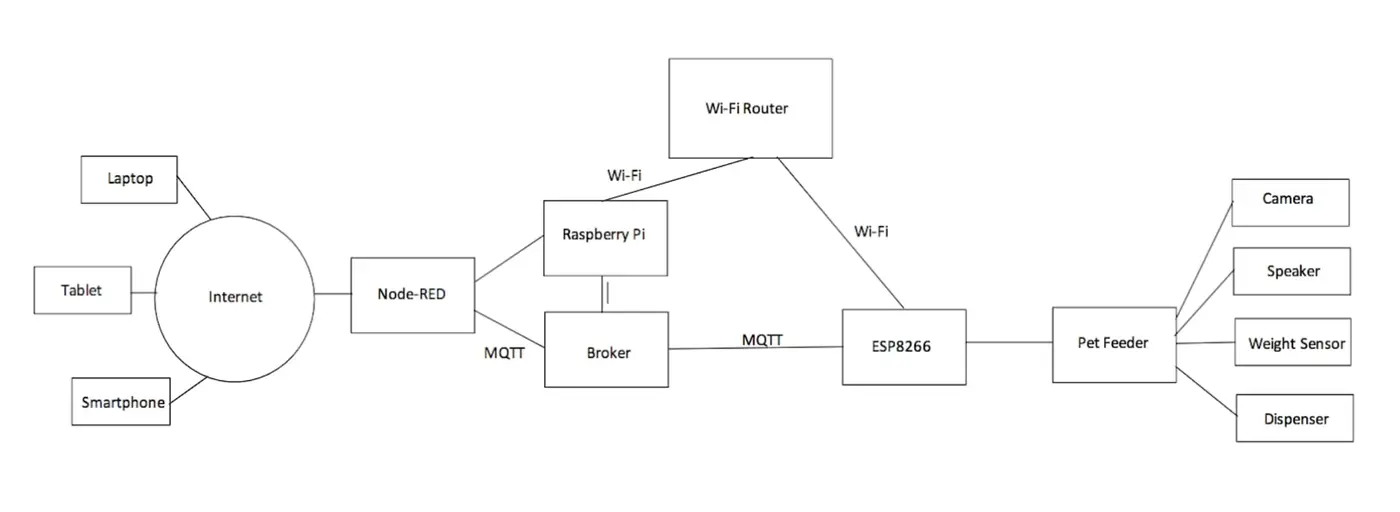 Wi-Fi Router
Laptop
Wi-Fi
Camera
Raspberry Pi
Wi-Fi
Speaker
Tablet
Internet
Node-RED
MQTT
Broker
MQTT
ESP8266
Pet Feeder
Weight Sensor
Smartphone
Dispenser